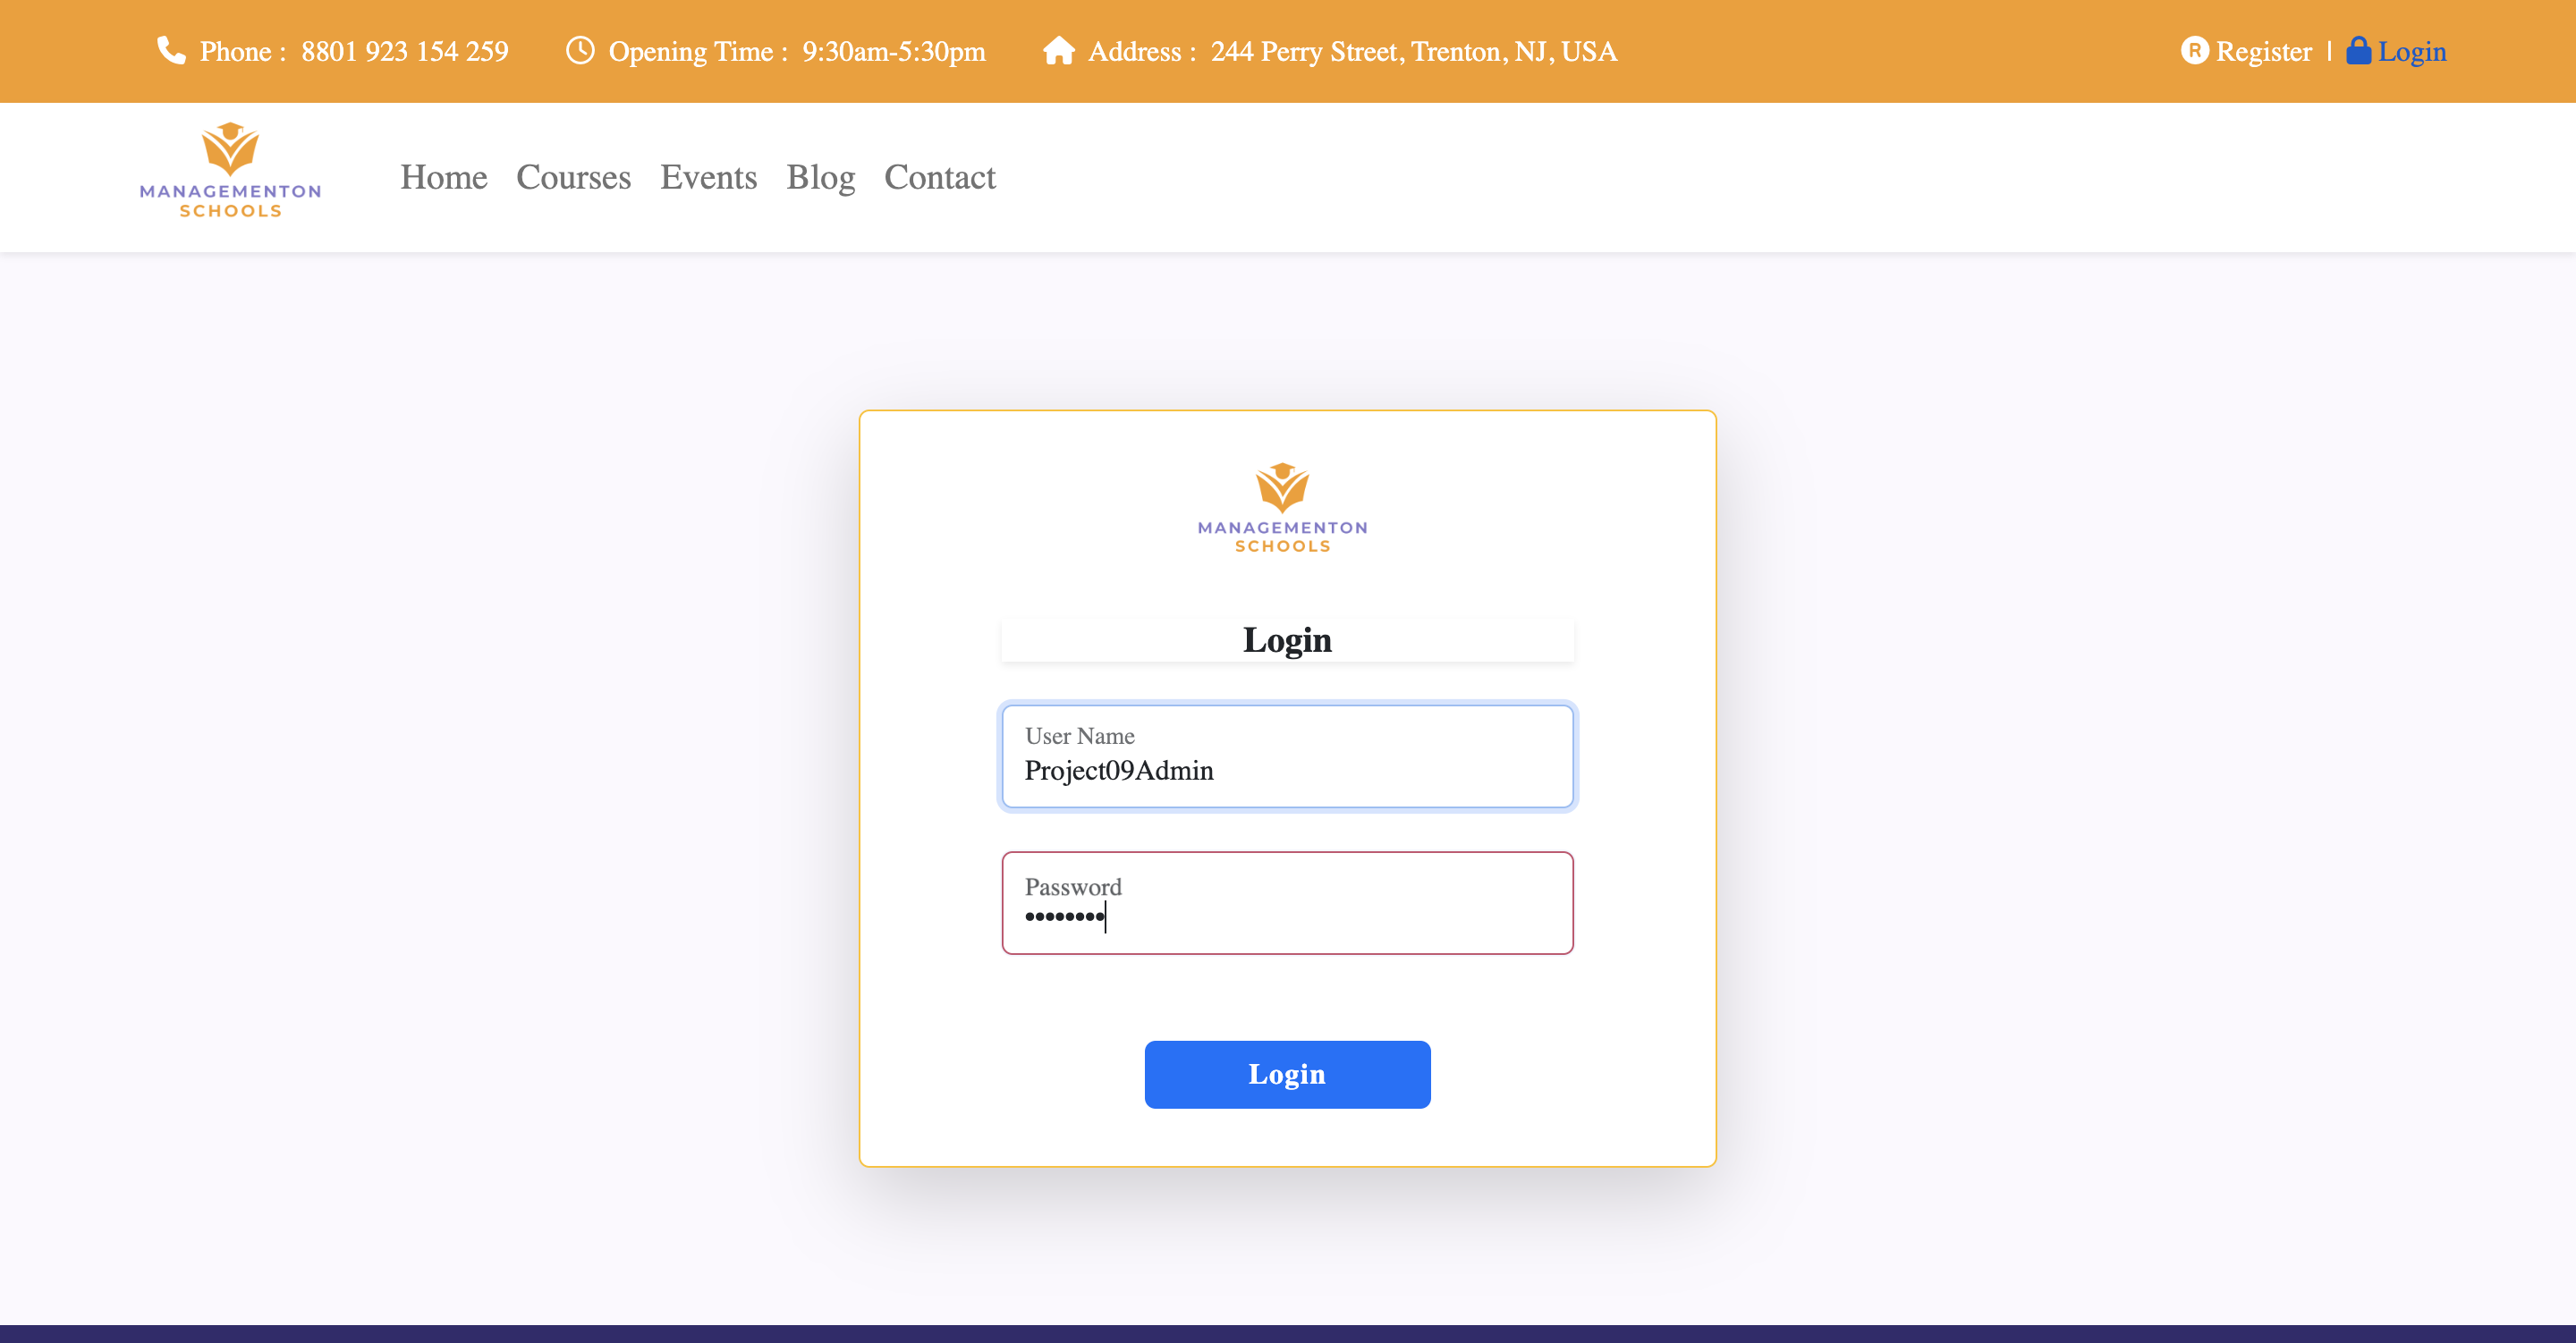 Phone : 8801 923 154 259 Opening Time : 9:30am-5:30pm Address : 244 Perry Street, Trenton, NJ, USA R Register | Login
MANAGEMENTON
SCHOOLS
Home Courses Events Blog Contact
MANAGEMENTON
SCHOOLS
Login
User Name
Project09Admin
Password
••••••••
Login